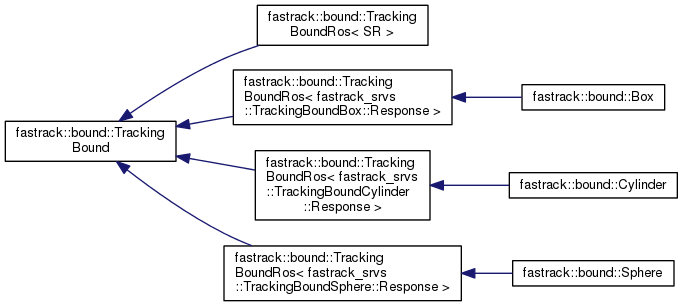 fastrack::bound::Tracking
BoundRos< SR >
fastrack::bound::Tracking
BoundRos< fastrack_srvs
::TrackingBoundBox::Response >
fastrack::bound::Box
fastrack::bound::Tracking
Bound
fastrack::bound::Tracking
BoundRos< fastrack_srvs
::TrackingBoundCylinder
::Response >
fastrack::bound::Cylinder
fastrack::bound::Tracking
BoundRos< fastrack_srvs
::TrackingBoundSphere::Response >
fastrack::bound::Sphere